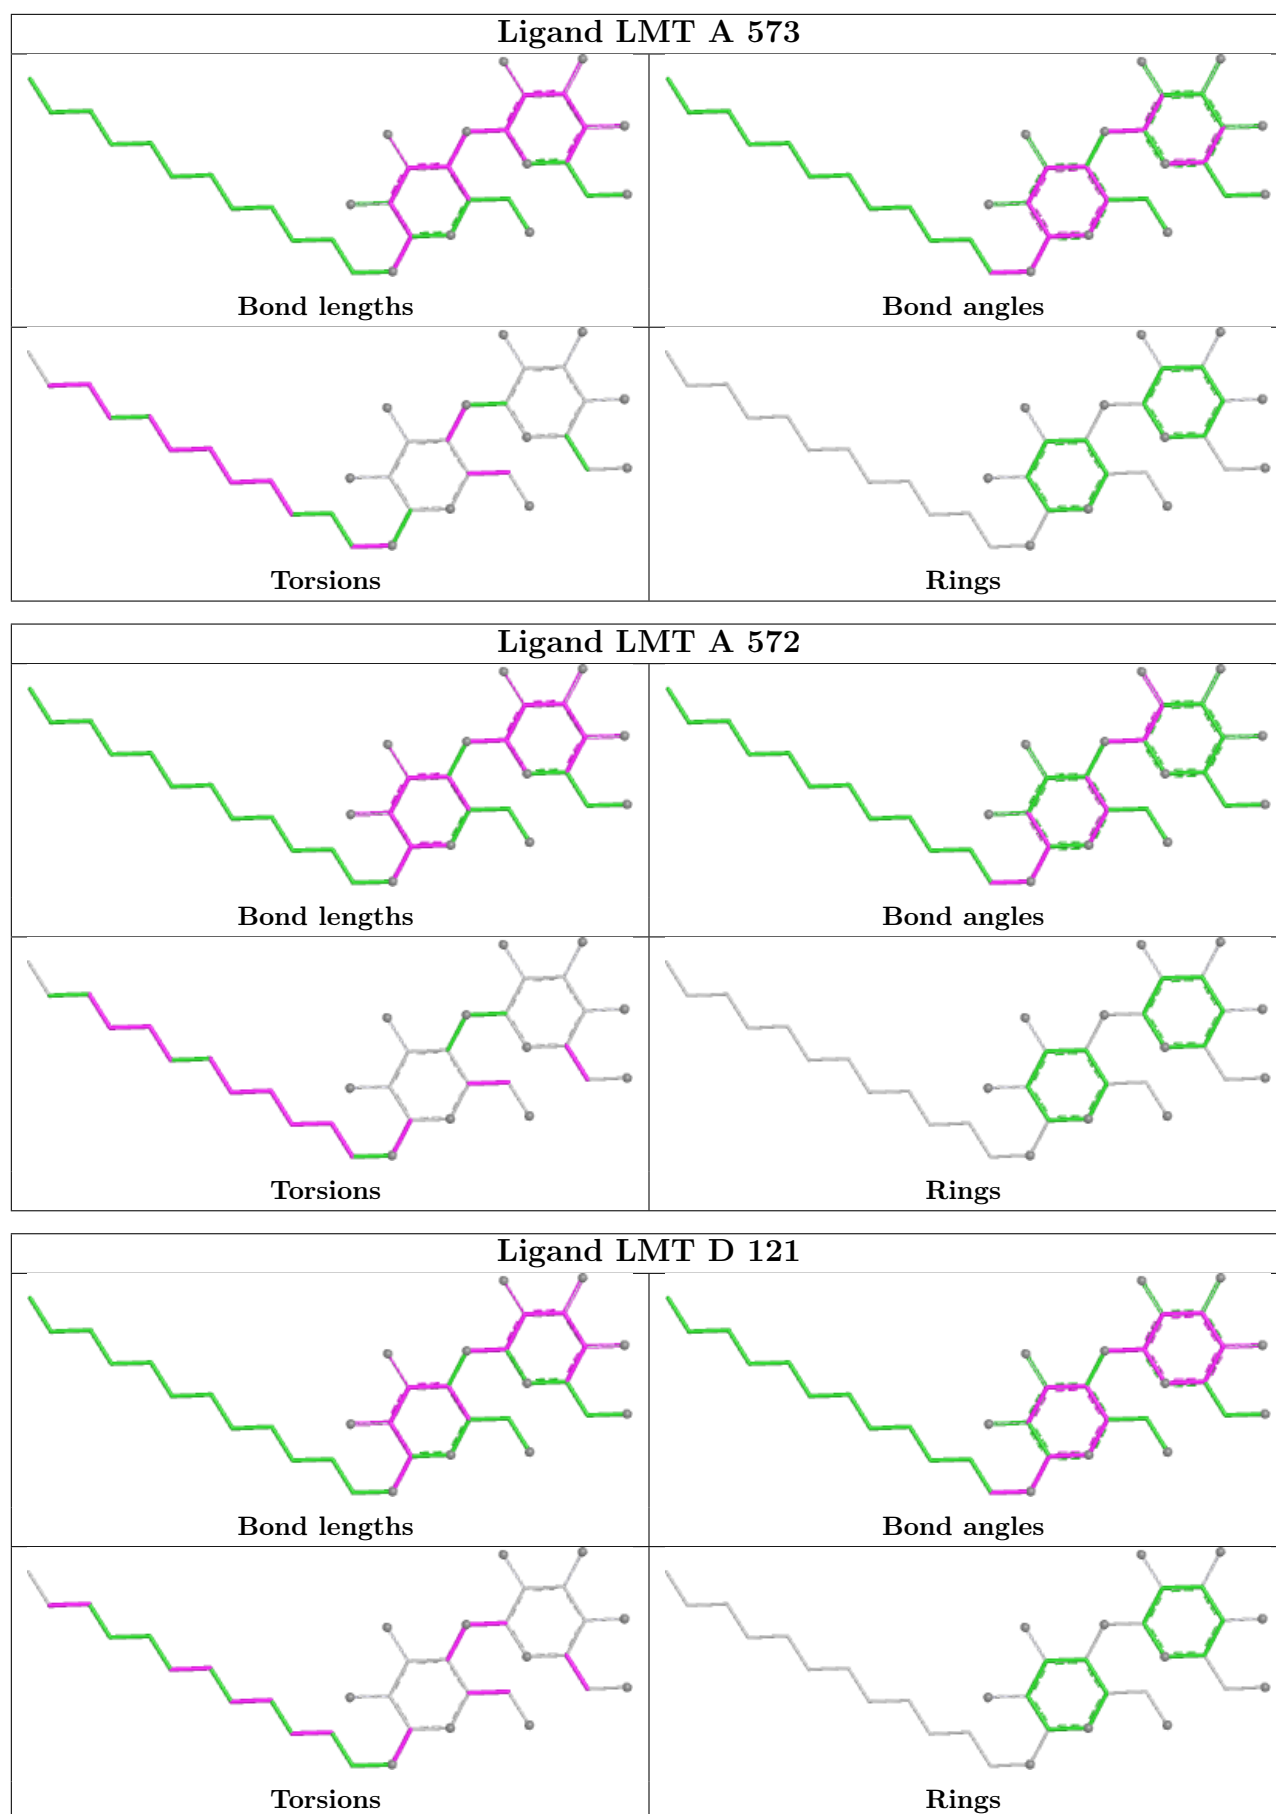 Ligand LMT A 573
Bond lengths
Bond angles
Torsions
Rings
Ligand LMT A 572
Bond lengths
Bond angles
Torsions
Rings
Ligand LMT D 121
Bond lengths
Bond angles
Torsions
Rings